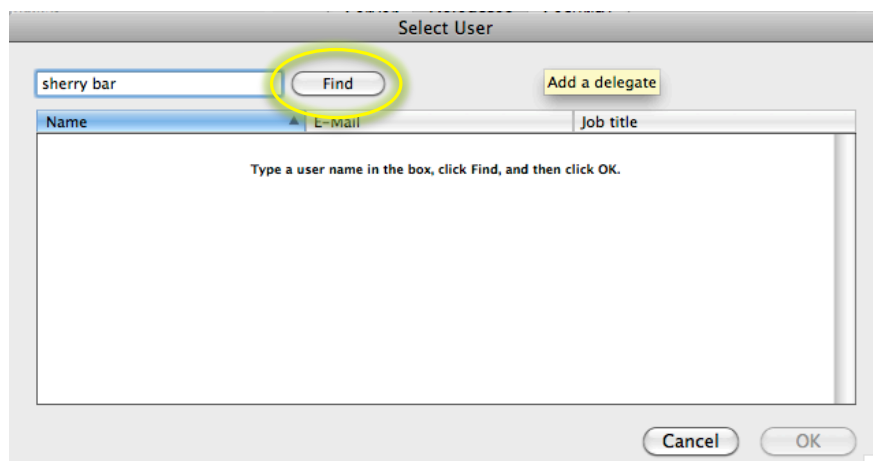 Select User
sherry bar Find Add a delegate
Name E-Mail Job title
Type a user name in the box, click Find, and then click OK.
Cancel OK